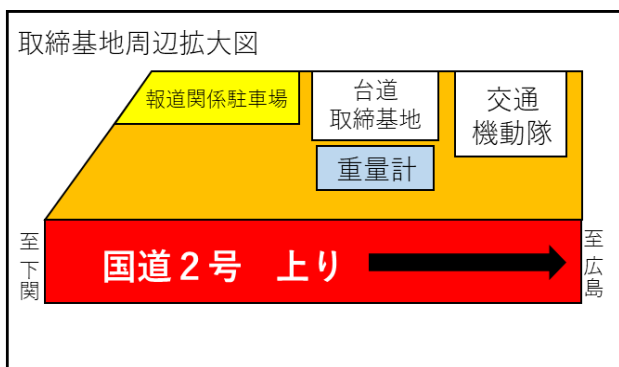 取締基地周辺拡大図
報道関係駐車場
台道
取締基地
交通
機動隊
重量計
至下関
国道２号　上り
至広島